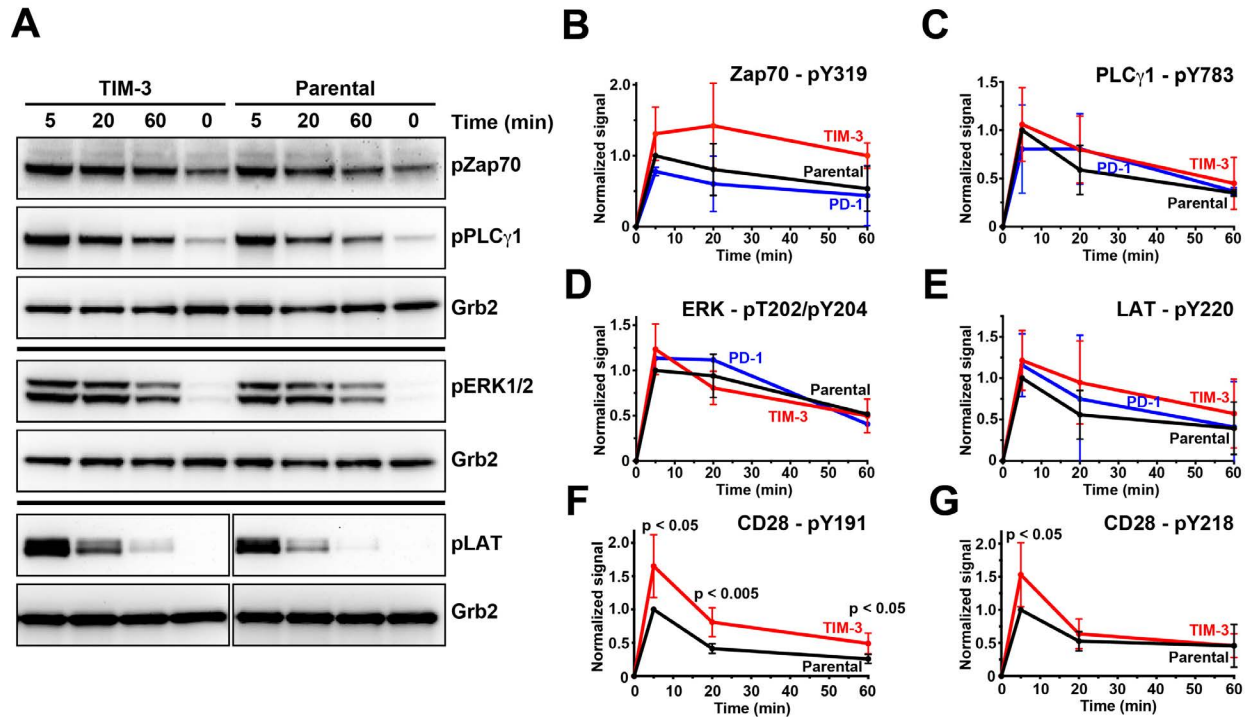 A
TIM-3 Parental
5 20 60 0 5 20 60 0 Time (min)
pZap70
pPLCγ1
Grb2
pERK1/2
Grb2
pLAT
Grb2
B
Zap70 - pY319
Normalized signal
2.0
1.0
0
TIM-3
Parental
PD-1
0 10 20 30 40 50 60
Time (min)
C
PLCγ1 - pY783
Normalized signal
1.5
1.0
0.5
0
TIM-3
PD-1
Parental
0 10 20 30 40 50 60
Time (min)
D
ERK - pT202/pY204
Normalized signal
1.5
1.0
0.5
0
PD-1
Parental
TIM-3
0 10 20 30 40 50 60
Time (min)
E
LAT - pY220
Normalized signal
1.5
1.0
0.5
0
TIM-3
PD-1
Parental
0 10 20 30 40 50 60
Time (min)
F
CD28 - pY191
Normalized signal
2.0
1.5
1.0
0.5
0
p < 0.05
p < 0.005
p < 0.05
TIM-3
Parental
0 10 20 30 40 50 60
Time (min)
G
CD28 - pY218
Normalized signal
2.0
1.5
1.0
0.5
0
p < 0.05
TIM-3
Parental
0 10 20 30 40 50 60
Time (min)